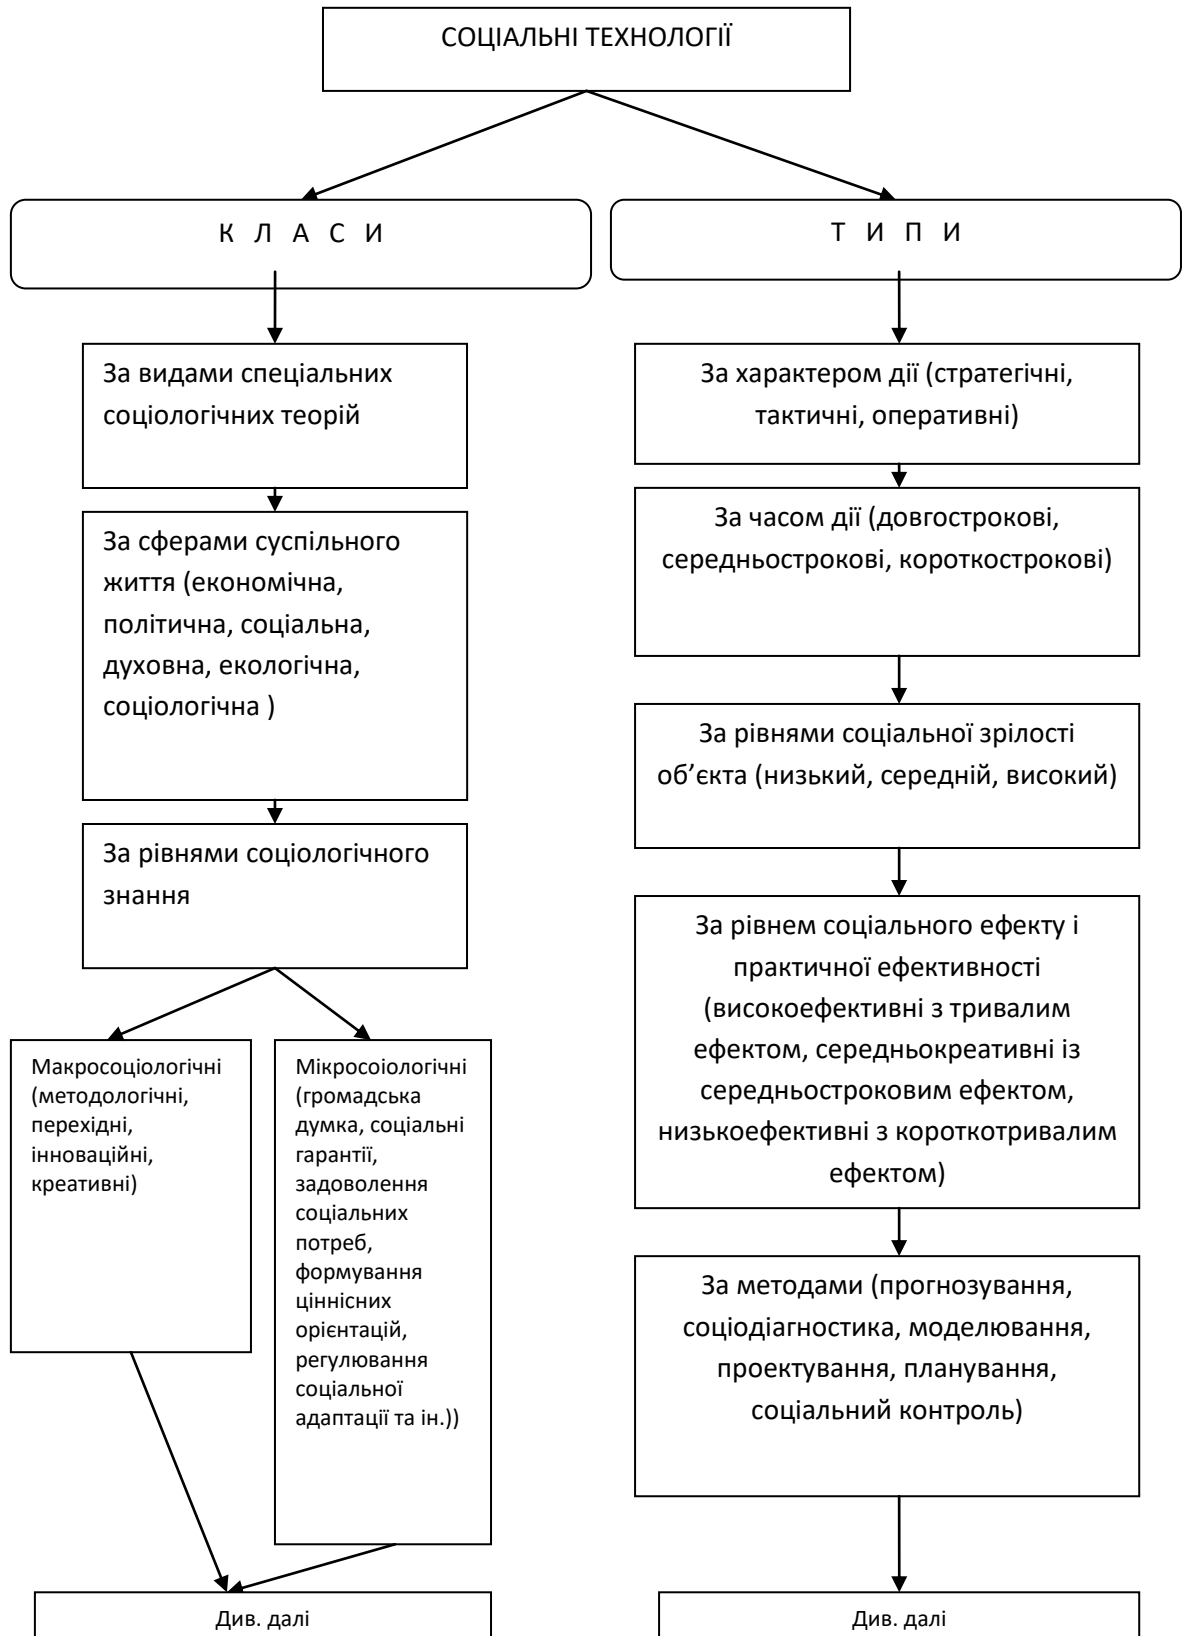 СОЦІАЛЬНІ ТЕХНОЛОГІЇ
К Л А С И
За видами спеціальних
соціологічних теорій
За сферами суспільного
життя (економічна,
політична, соціальна,
духовна, екологічна,
соціологічна )
За рівнями соціологічного
знання
Макросоціологічні
(методологічні,
перехідні,
інноваційні,
креативні)
Мікросоіологічні
(громадська
думка, соціальні
гарантії,
задоволення
соціальних
потреб,
формування
ціннісних
орієнтацій,
регулювання
соціальної
адаптації та ін.))
Див. далі
Т И П И
За характером дії (стратегічні,
тактичні, оперативні)
За часом дії (довгострокові,
середньострокові, короткострокові)
За рівнями соціальної зрілості
об’єкта (низький, середній, високий)
За рівнем соціального ефекту і
практичної ефективності
(високоефективні з тривалим
ефектом, середньокреативні із
середньостроковим ефектом,
низькоефективні з короткотривалим
ефектом)
За методами (прогнозування,
соціодіагностика, моделювання,
проектування, планування,
соціальний контроль)
Див. далі